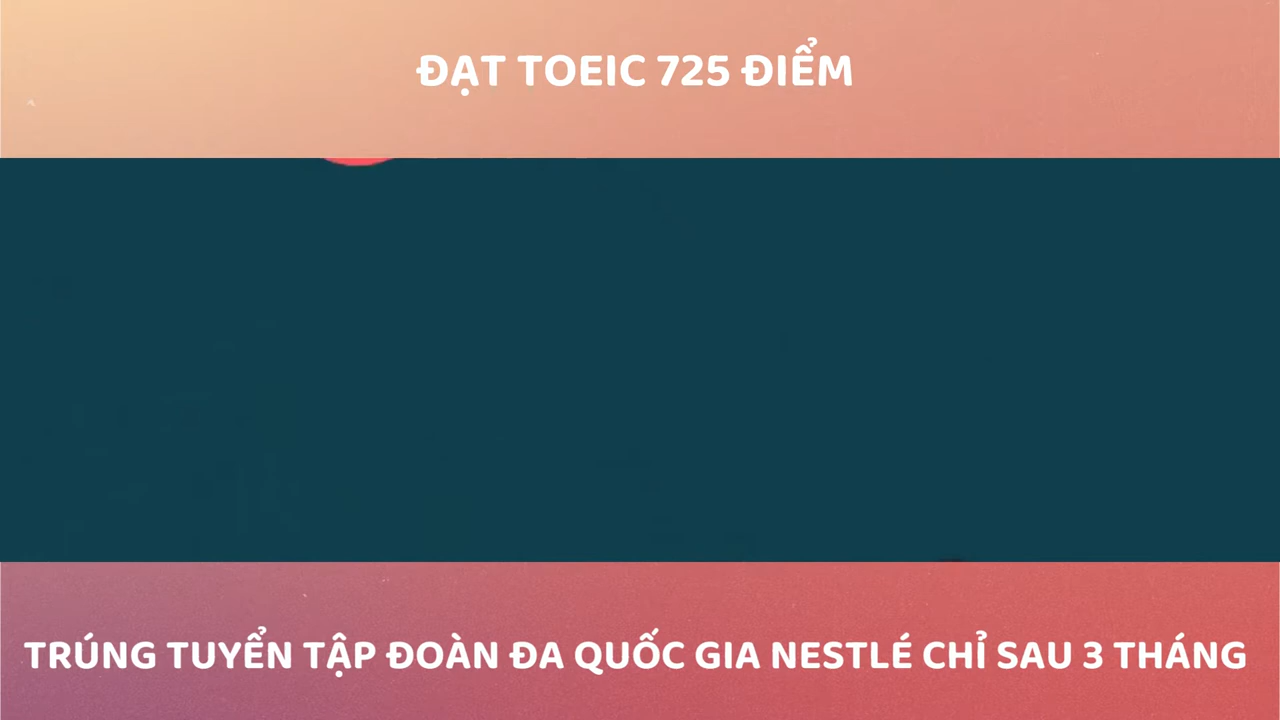 ĐẠT TOEIC 725 ĐIỂM
TRÚNG TUYỂN TẬP ĐOÀN ĐA QUỐC GIA NESTLÉ CHỈ SAU 3 THÁNG